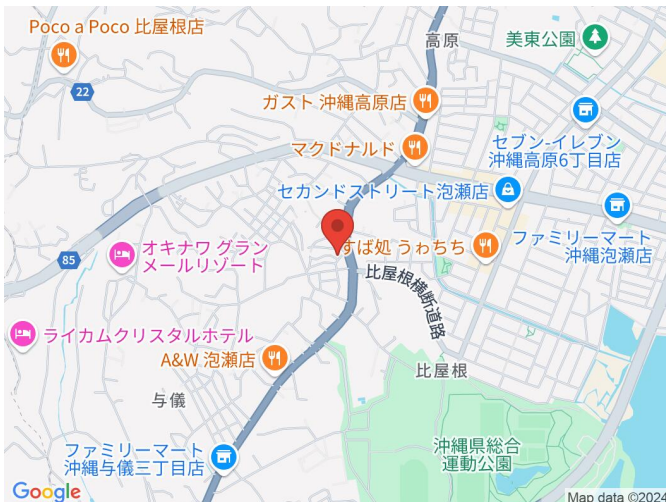 Poco a Poco 比屋根店
高原
美東公園
22
ガスト 沖縄高原店
マクドナルド
セブン-イレブン
沖縄高原6丁目店
セカンドストリート泡瀬店
すば処 うゎちち
ファミリーマート
沖縄泡瀬店
85
オキナワ グラン
メールリゾート
比屋根横断道路
ライカムクリスタルホテル
A&W 泡瀬店
比屋根
与儀
ファミリーマート
沖縄与儀三丁目店
沖縄県総合
運動公園
Google
Map data ©2024